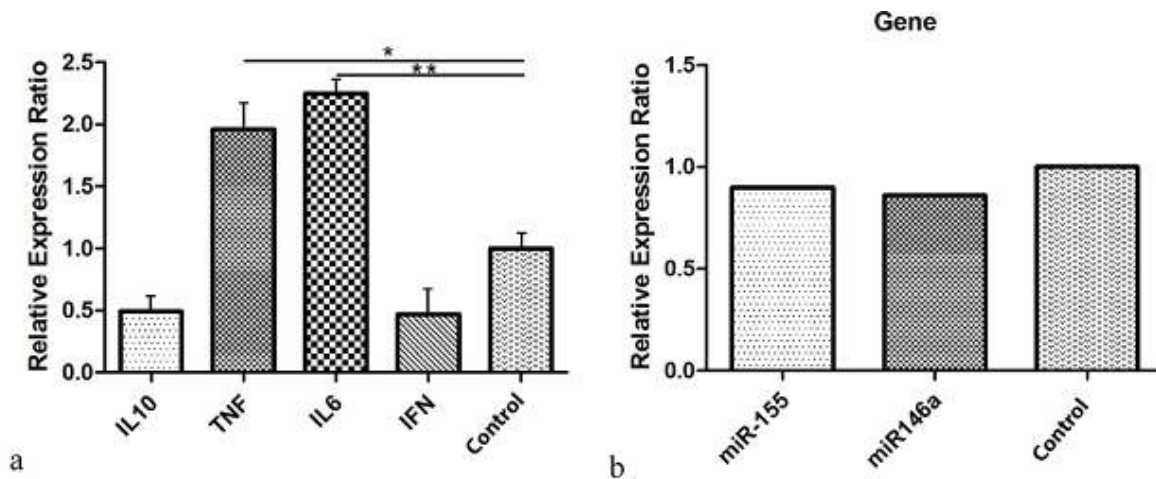 Relative Expression Ratio
2.5
2.0
1.5
1.0
0.5
0.0
*
**
IL10
TNF
IL6
IFN
Control
a
Gene
Relative Expression Ratio
1.5
1.0
0.5
0.0
miR-155
miR146a
Control
b